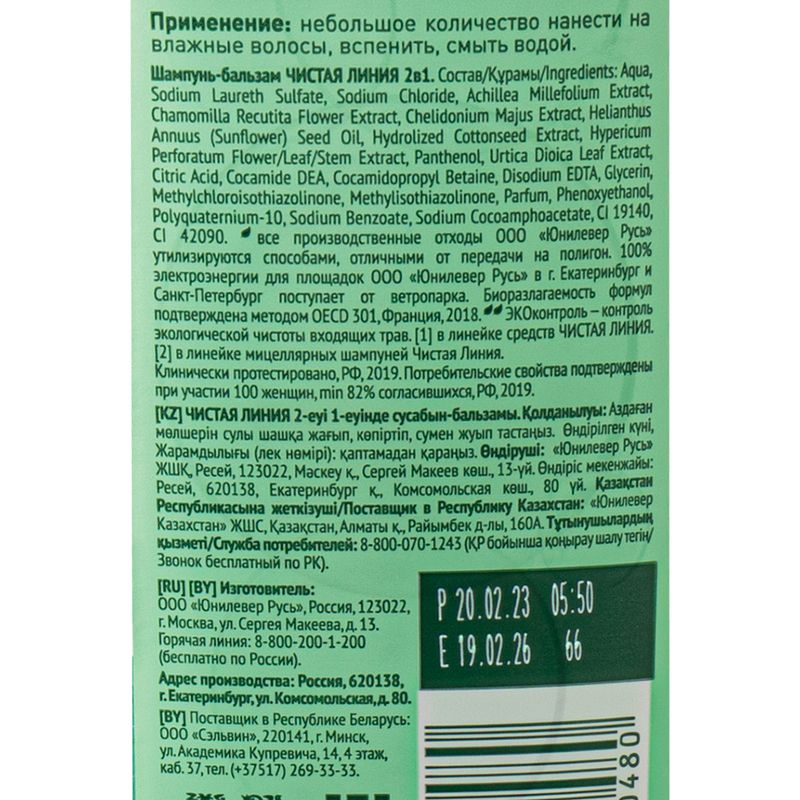 Применение: небольшое количество нанести на
влажные волосы, вспенить, смыть водой.
Шампунь-бальзам ЧИСТАЯ ЛИНИЯ 2в1. Состав/Құрамы/Ingredients: Aqua,
Sodium Laureth Sulfate, Sodium Chloride, Achillea Millefolium Extract,
Chamomilla Recutita Flower Extract, Chelidonium Majus Extract, Helianthus
Annuus (Sunflower) Seed Oil, Hydrolized Cottonseed Extract, Hypericum
Perforatum Flower/Leaf/Stem Extract, Panthenol, Urtica Dioica Leaf Extract,
Citric Acid, Cocamide DEA, Cocamidopropyl Betaine, Disodium EDTA, Glycerin,
Methylchloroisothiazolinone, Methylisothiazolinone, Parfum, Phenoxyethanol,
Polyquaternium-10, Sodium Benzoate, Sodium Cocoamphoacetate, CI 19140,
CI 42090. все производственные отходы ООО «Юнилевер Русь»
утилизируются способами, отличными от передачи на полигон. 100%
электроэнергии для площадок ООО «Юнилевер Русь» в г. Екатеринбург и
Санкт-Петербург поступает от ветропарка. Биоразлагаемость формул
подтверждена методом OECD 301, Франция, 2018. ЭКОконтроль – контроль
экологической чистоты входящих трав. [1] в линейке средств ЧИСТАЯ ЛИНИЯ.
[2] в линейке мицеллярных шампуней Чистая Линия.
Клинически протестировано, РФ, 2019. Потребительские свойства подтверждены
при участии 100 женщин, min 82% согласившихся, РФ, 2019.
[KZ] ЧИСТАЯ ЛИНИЯ 2-еуі 1-еуінде сусабын-бальзамы. Қолданылуы: Аздаған
мөлшерін сулы шашқа жағып, көпіртіп, сумен жуып тастаңыз. Өндірілген күні,
Жарамдылығы (лек нөмірі): қаптамадан қараңыз. Өндіруші: «Юнилевер Русь»
ЖШҚ, Ресей, 123022, Мәскеу қ., Сергей Макеев көш., 13-үй. Өндіріс мекенжайы:
Ресей, 620138, Екатеринбург қ., Комсомольская көш., 80 үй. Қазақстан
Республикасына жеткізуші/Поставщик в Республику Казахстан: «Юнилевер
Казахстан» ЖШС, Қазақстан, Алматы қ., Райымбек д-лы, 160А. Тұтынушылардың
қызметі/Служба потребителей: 8-800-070-1243 (ҚР бойынша қоңырау шалу тегін/
Звонок бесплатный по РК).
[RU] [BY] Изготовитель:
ООО «Юнилевер Русь», Россия, 123022,
г. Москва, ул. Сергея Макеева, д. 13.
Горячая линия: 8-800-200-1-200
(бесплатно по России).
Адрес производства: Россия, 620138,
г. Екатеринбург, ул. Комсомольская, д. 80.
[BY] Поставщик в Республике Беларусь:
ООО «Сэльвин», 220141, г. Минск,
ул. Академика Купревича, 14, 4 этаж,
каб. 37, тел. (+37517) 269-33-33.
P 20.02.23 05:50
E 19.02.26 66
0480